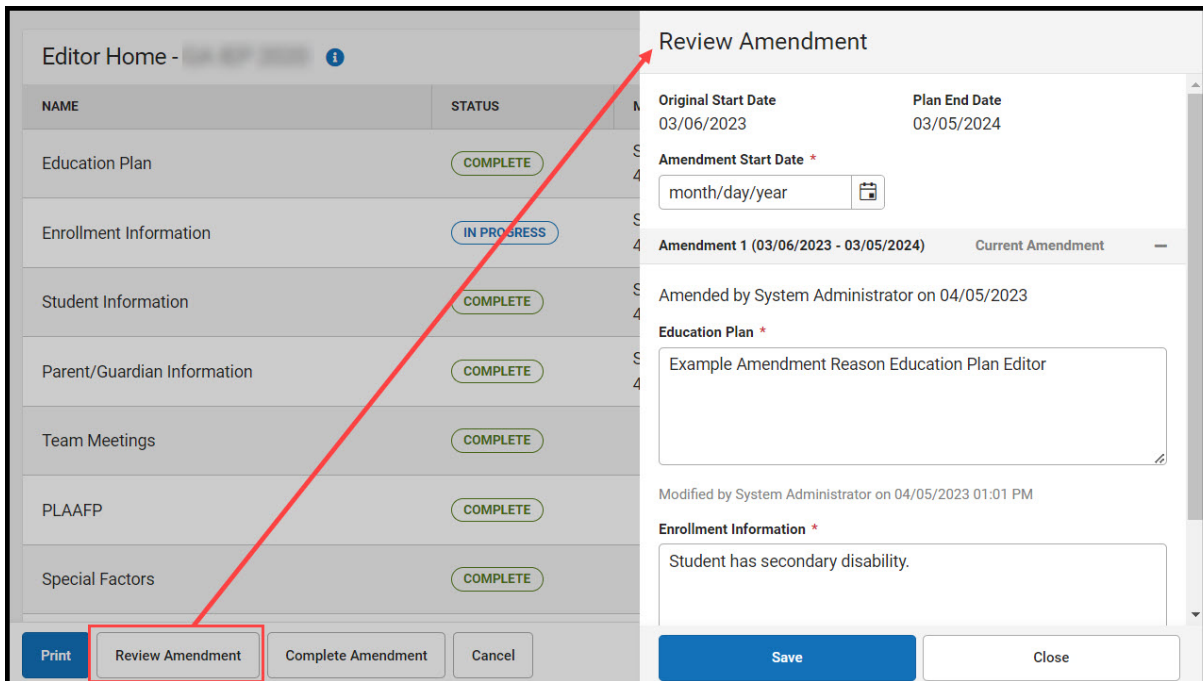 Editor Home -
NAME STATUS M
Education Plan COMPLETE S
4
Enrollment Information IN PROGRESS S
4
Student Information COMPLETE S
4
Parent/Guardian Information COMPLETE S
4
Team Meetings COMPLETE
PLAAFP COMPLETE
Special Factors COMPLETE
Print Review Amendment Complete Amendment Cancel
Review Amendment
Original Start Date Plan End Date
03/06/2023 03/05/2024
Amendment Start Date *
month/day/year
Amendment 1 (03/06/2023 - 03/05/2024) Current Amendment
Amended by System Administrator on 04/05/2023
Education Plan *
Example Amendment Reason Education Plan Editor
Modified by System Administrator on 04/05/2023 01:01 PM
Enrollment Information *
Student has secondary disability.
Save Close